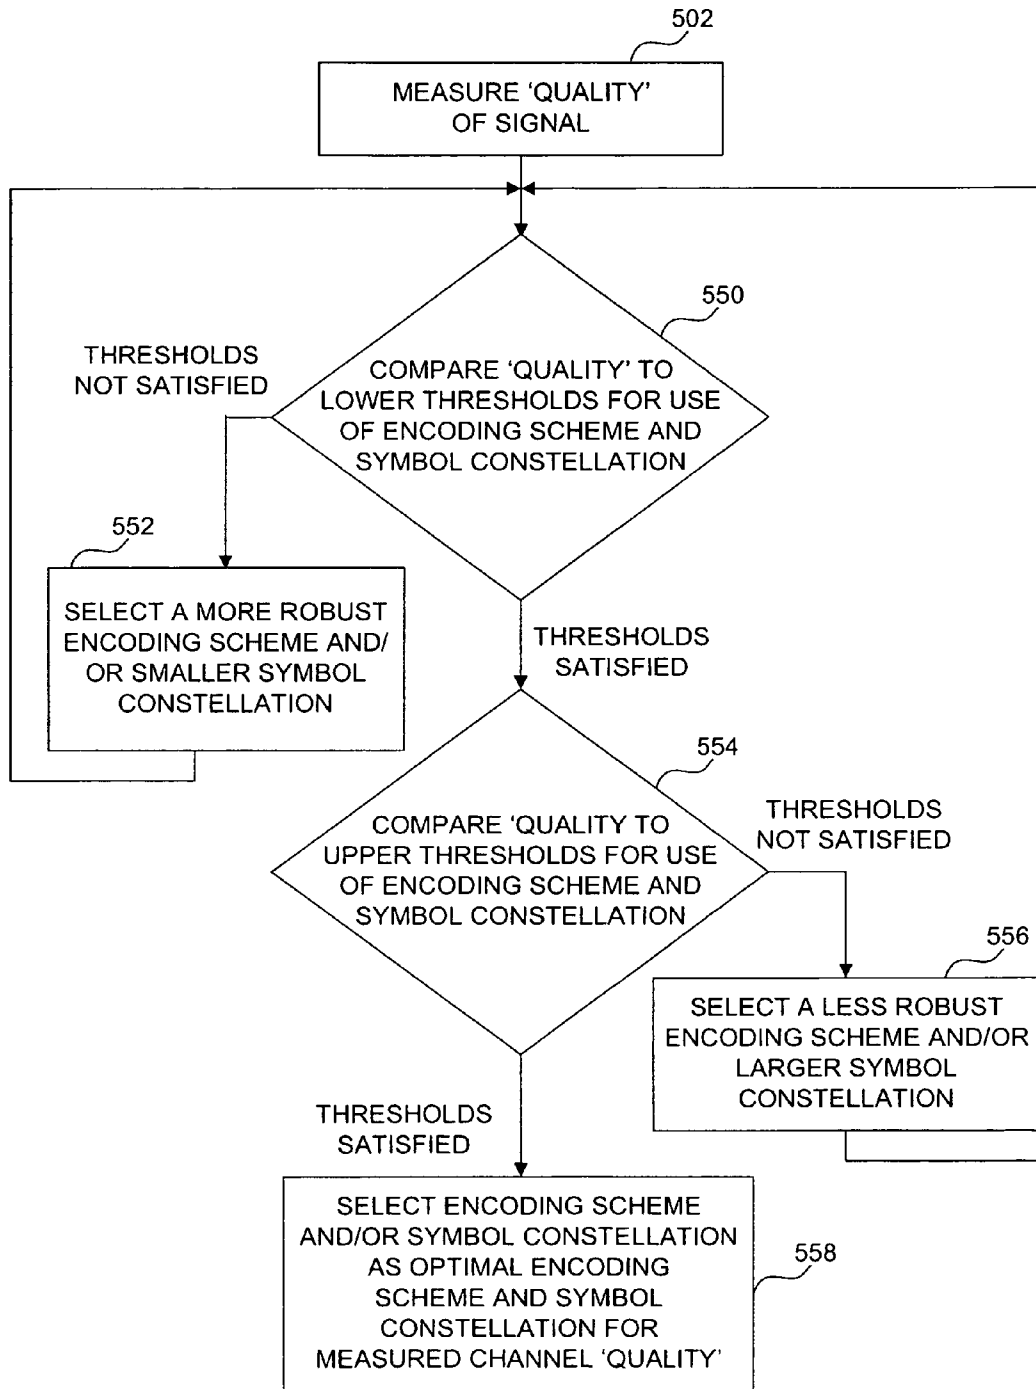 502
MEASURE ‘QUALITY’
OF SIGNAL
550
THRESHOLDS
NOT SATISFIED
COMPARE ‘QUALITY’ TO
LOWER THRESHOLDS FOR USE
OF ENCODING SCHEME AND
SYMBOL CONSTELLATION
552
SELECT A MORE ROBUST
ENCODING SCHEME AND/
OR SMALLER SYMBOL
CONSTELLATION
THRESHOLDS
SATISFIED
554
COMPARE ‘QUALITY TO
UPPER THRESHOLDS FOR USE
OF ENCODING SCHEME AND
SYMBOL CONSTELLATION
THRESHOLDS
NOT SATISFIED
556
SELECT A LESS ROBUST
ENCODING SCHEME AND/OR
LARGER SYMBOL
CONSTELLATION
THRESHOLDS
SATISFIED
SELECT ENCODING SCHEME
AND/OR SYMBOL CONSTELLATION
AS OPTIMAL ENCODING
SCHEME AND SYMBOL
CONSTELLATION FOR
MEASURED CHANNEL ‘QUALITY’
558